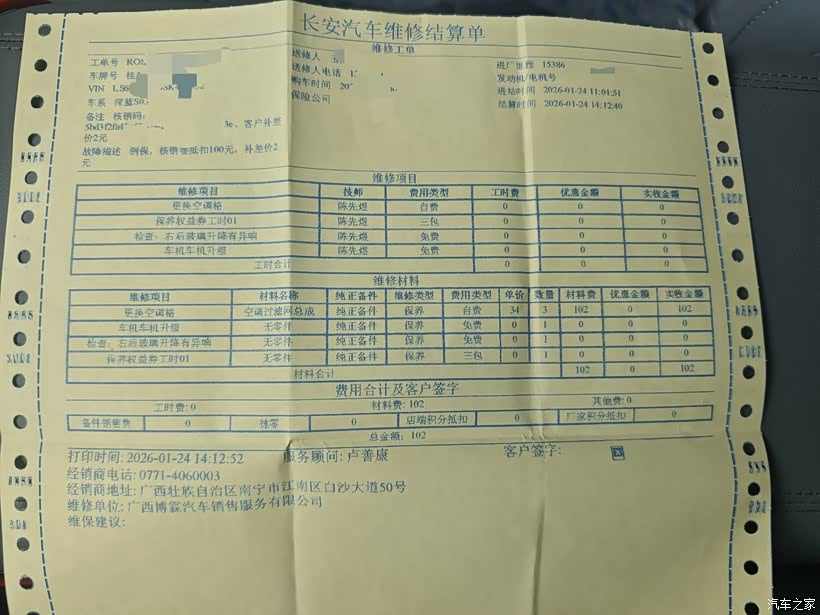 长安汽车维修结算单
维修工单
工单号 RO
车牌号 桂
VIN LS6
车系 深蓝S0
备注 核销码:
5bd3f2fa4 3e，客户补差
价2元
故障描述 例保，核销卷抵扣100元，补差价2
元
送修人
送修人电话 1
购车时间 20
保险公司
进厂里程 15386
发动机/电机号
进站时间 2026-01-24 11:01:51
结算时间 2026-01-24 14:12:40
维修项目
维修项目 技师 费用类型 工时费 优惠金额 实收金额
更换空调格 陈先煜 自费 0 0 0
保养权益券工时01 陈先煜 三包 0 0 0
检查：右后玻璃升降有异响 陈先煜 免费 0 0 0
车机车机升级 陈先煜 免费 0 0 0
工时合计 0 0 0
维修材料
维修项目 材料名称 纯正备件 维修类型 费用类型 单价 数量 材料费 优惠金额 实收金额
更换空调格 空调过滤网总成 纯正备件 保养 自费 34 3 102 0 102
车机车机升级 无零件 纯正备件 保养 免费 0 1 0 0 0
检查：右后玻璃升降有异响 无零件 纯正备件 保养 免费 0 1 0 0 0
保养权益券工时01 无零件 纯正备件 保养 三包 0 1 0 0 0
材料合计 102 0 102
费用合计及客户签字
工时费: 0 材料费: 102 其他费: 0
备件销售费 0 抹零 0 店端积分抵扣 0 厂家积分抵扣 0
总金额: 102
打印时间: 2026-01-24 14:12:52 服务顾问: 卢善康 客户签字:
经销商电话: 0771-4060003
经销商地址: 广西壮族自治区南宁市江南区白沙大道50号
维修单位: 广西博霖汽车销售服务有限公司
维保建议:
汽车之家